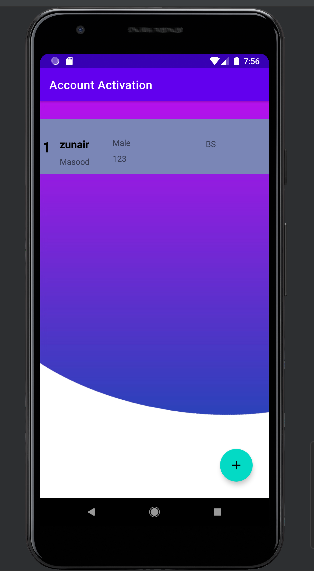 7:56
Account Activation
1 zunair Male BS
Masood 123
+